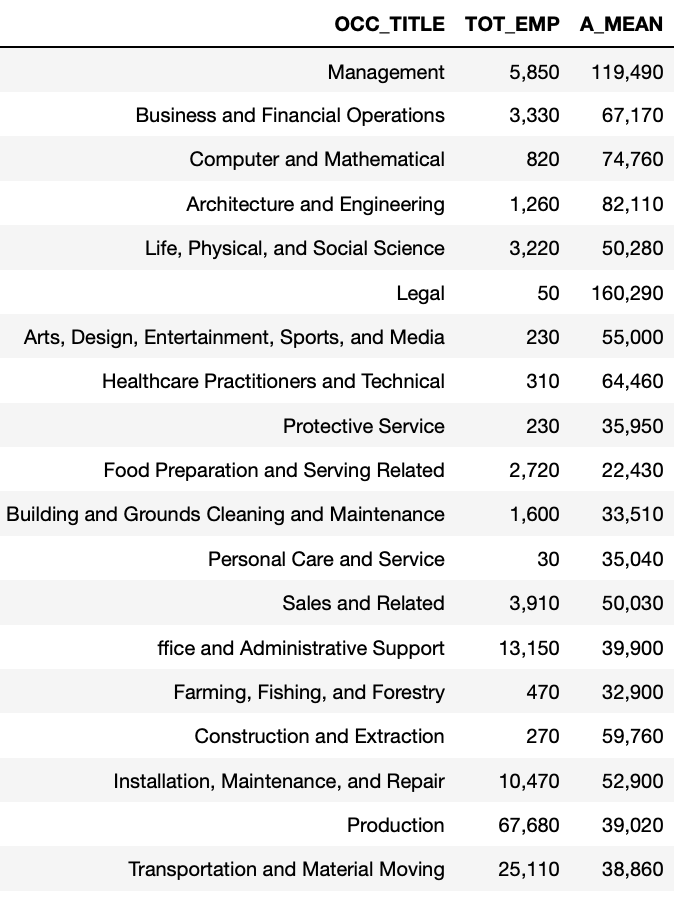 OCC_TITLE TOT_EMP A_MEAN
Management 5,850 119,490
Business and Financial Operations 3,330 67,170
Computer and Mathematical 820 74,760
Architecture and Engineering 1,260 82,110
Life, Physical, and Social Science 3,220 50,280
Legal 50 160,290
Arts, Design, Entertainment, Sports, and Media 230 55,000
Healthcare Practitioners and Technical 310 64,460
Protective Service 230 35,950
Food Preparation and Serving Related 2,720 22,430
Building and Grounds Cleaning and Maintenance 1,600 33,510
Personal Care and Service 30 35,040
Sales and Related 3,910 50,030
ffice and Administrative Support 13,150 39,900
Farming, Fishing, and Forestry 470 32,900
Construction and Extraction 270 59,760
Installation, Maintenance, and Repair 10,470 52,900
Production 67,680 39,020
Transportation and Material Moving 25,110 38,860